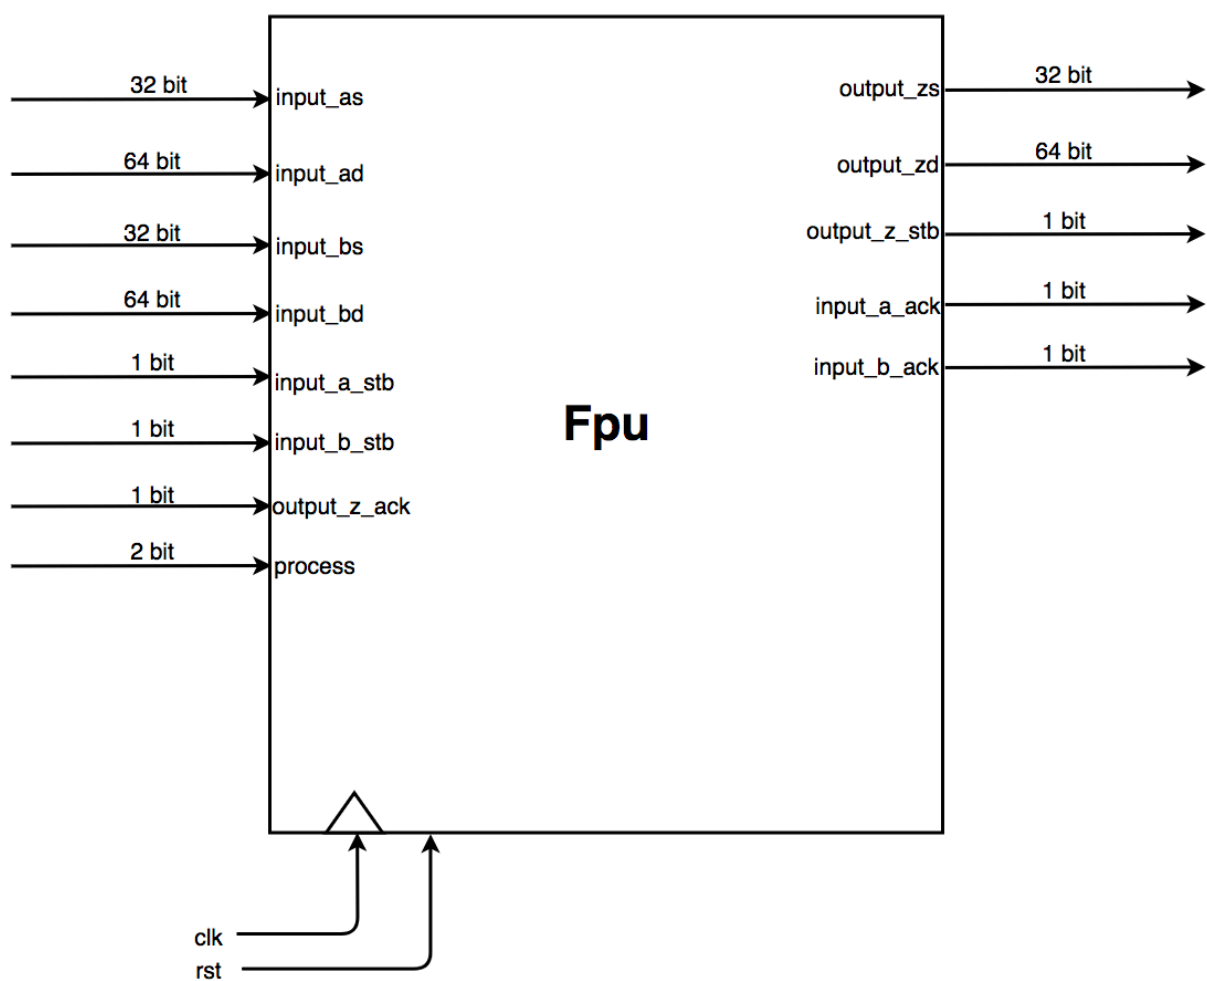 32 bit
input_as
64 bit
input_ad
32 bit
input_bs
64 bit
input_bd
1 bit
input_a_stb
1 bit
input_b_stb
1 bit
output_z_ack
2 bit
process
Fpu
output_zs
32 bit
output_zd
64 bit
output_z_stb
1 bit
input_a_ack
1 bit
input_b_ack
1 bit
clk
rst